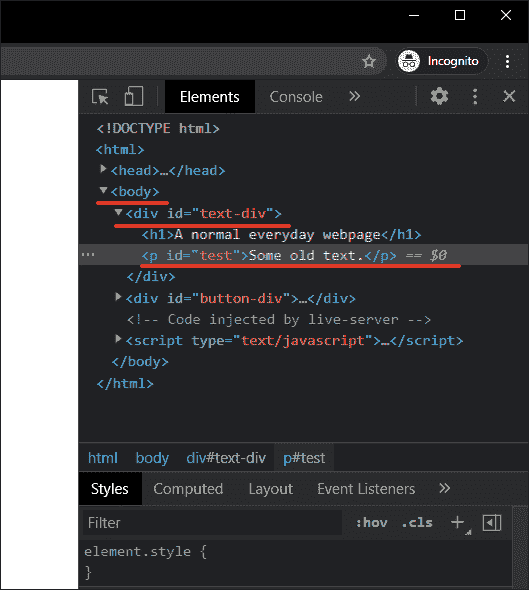 Incognito
Elements Console »
<!DOCTYPE html>
<html>
<head>…</head>
<body>
<div id="text-div">
<h1>A normal everyday webpage</h1>
<p id="test">Some old text.</p> == $0
</div>
<div id="button-div">…</div>
<!-- Code injected by live-server -->
<script type="text/javascript">…</script>
</body>
</html>
html body div#text-div p#test
Styles Computed Layout Event Listeners »
Filter :hov .cls +
element.style {
}